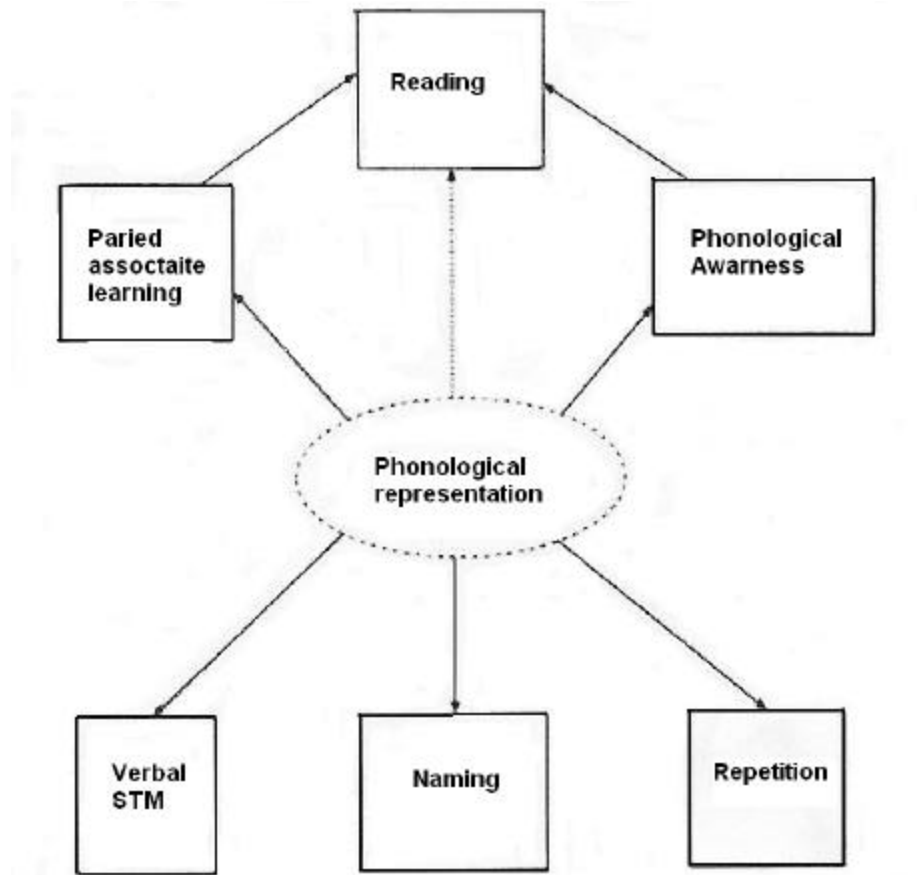 Reading
Paried
assoctaite
learning
Phonological
Awarness
Phonological
representation
Verbal
STM
Naming
Repetition